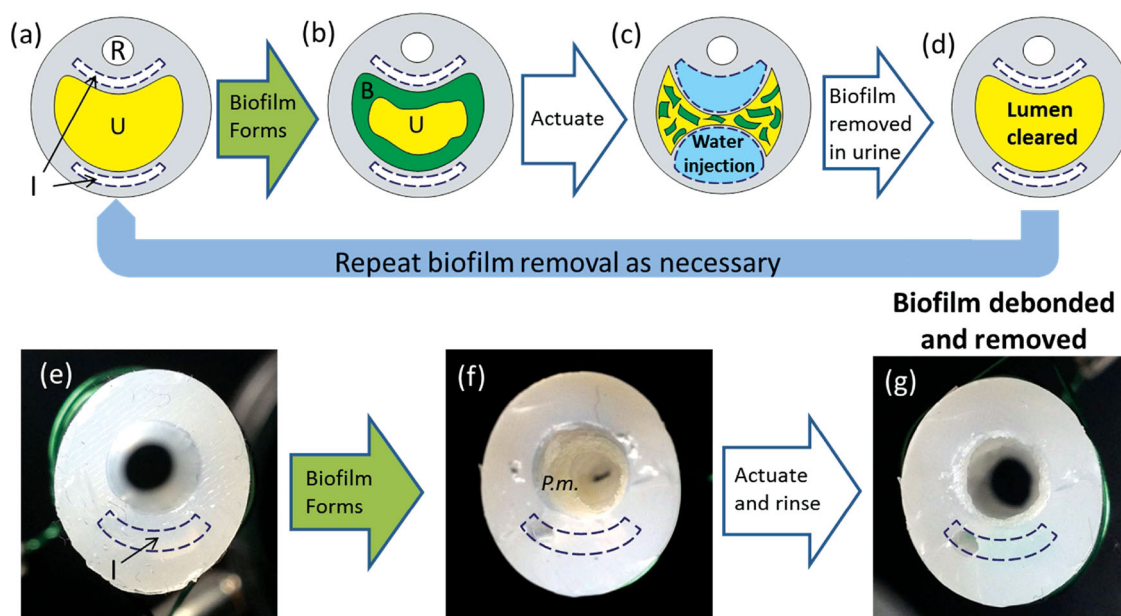 (a)
R
U
I
Biofilm
Forms
(b)
B
U
Actuate
(c)
Water
injection
Biofilm
removed
in urine
(d)
Lumen
cleared
Repeat biofilm removal as necessary
Biofilm debonded
and removed
(e)
I
Biofilm
Forms
(f)
P.m.
Actuate
and rinse
(g)